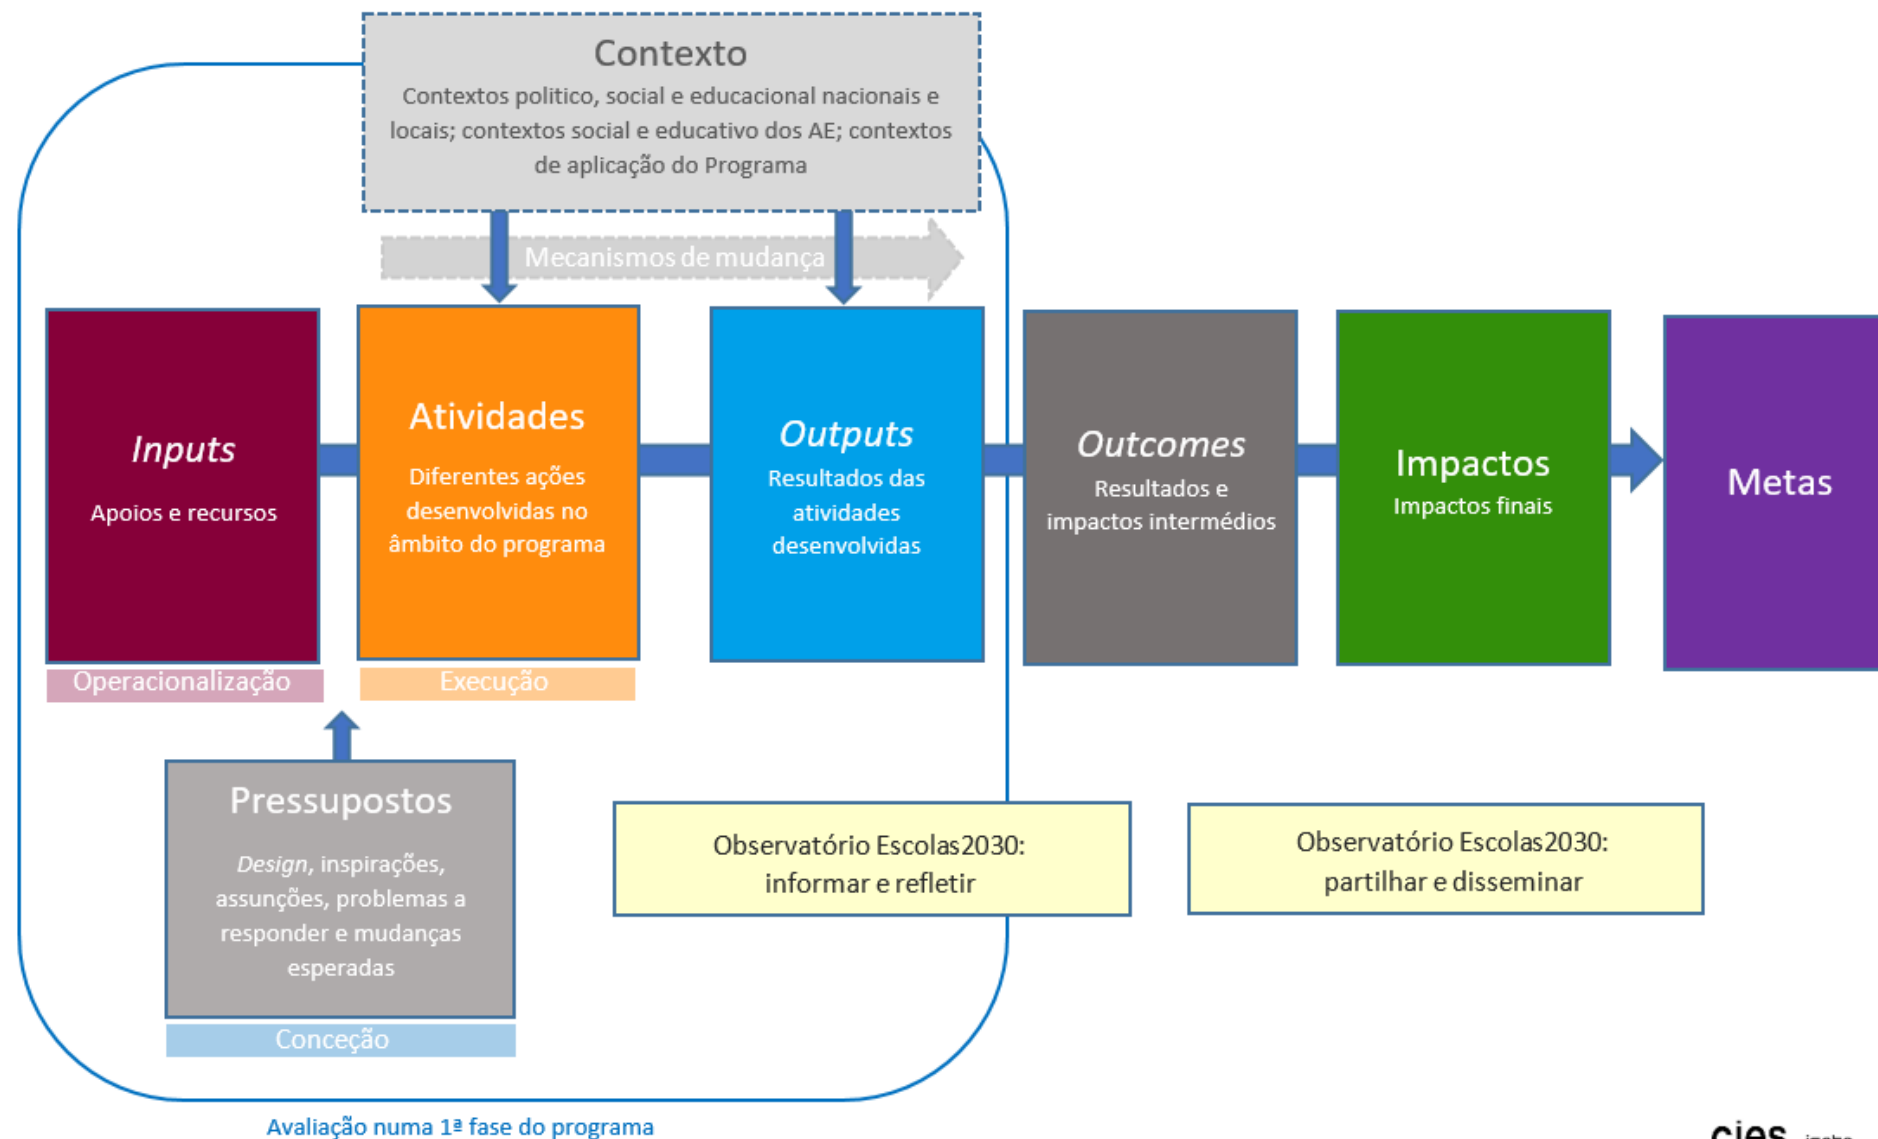 Contexto
Contextos politico, social e educacional nacionais e
locais; contextos social e educativo dos AE; contextos
de aplicação do Programa
Mecanismos de mudança
Inputs
Apoios e recursos
Operacionalização
Atividades
Diferentes ações
desenvolvidas no
âmbito do programa
Execução
Outputs
Resultados das
atividades
desenvolvidas
Outcomes
Resultados e
impactos intermédios
Impactos
Impactos finais
Metas
Pressupostos
Design, inspirações,
assunções, problemas a
responder e mudanças
esperadas
Conceção
Observatório Escolas2030:
informar e refletir
Observatório Escolas2030:
partilhar e disseminar
Avaliação numa 1ª fase do programa
cies